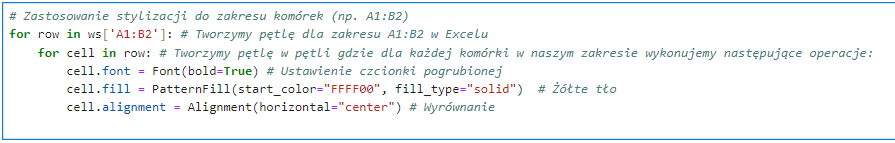 # Zastosowanie stylizacji do zakresu komórek (np. A1:B2)
for row in ws['A1:B2']: # Tworzymy pętlę dla zakresu A1:B2 w Excelu
    for cell in row: # Tworzymy pętlę w pętli gdzie dla każdej komórki w naszym zakresie wykonujemy następujące operacje:
        cell.font = Font(bold=True) # Ustawienie czcionki pogrubionej
        cell.fill = PatternFill(start_color="FFFF00", fill_type="solid")  # Żółte tło
        cell.alignment = Alignment(horizontal="center") # Wyrównanie